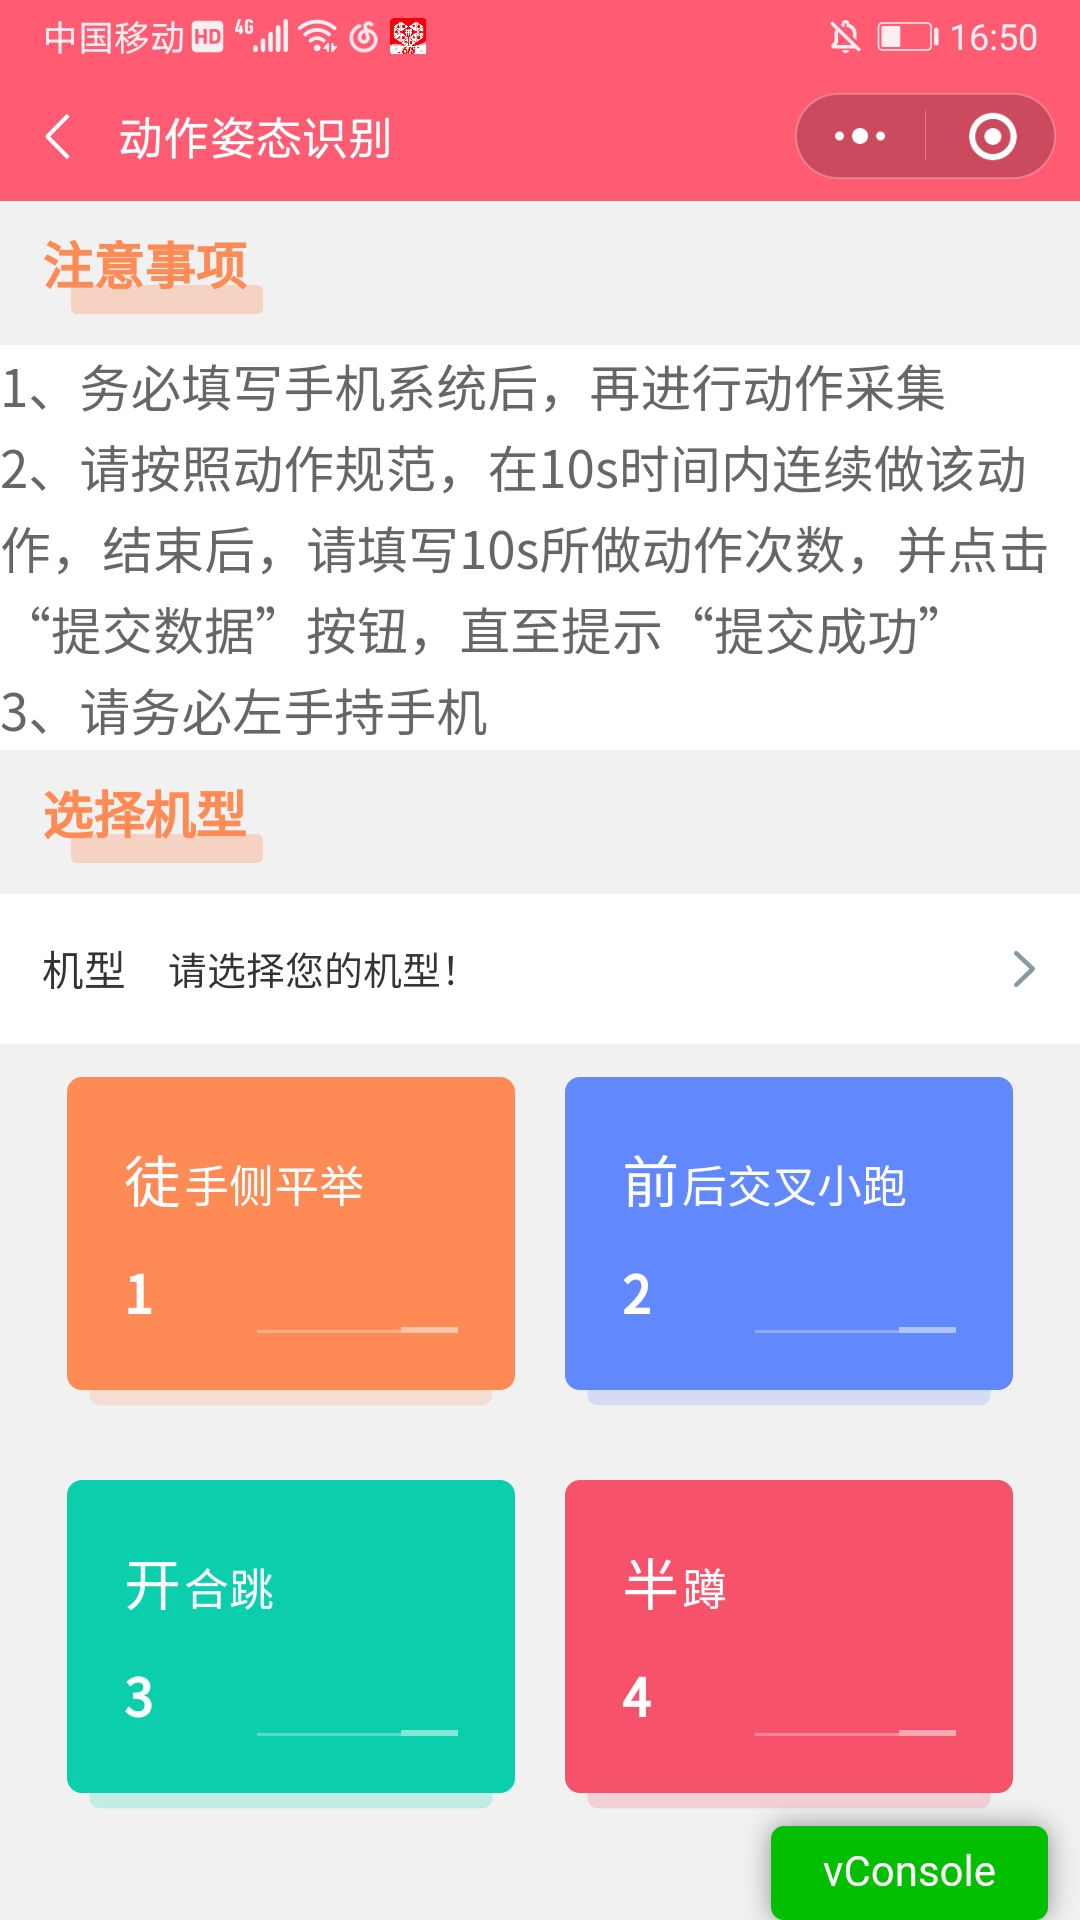 中国移动 HD 4G 16:50
动作姿态识别
注意事项
1、务必填写手机系统后，再进行动作采集
2、请按照动作规范，在10s时间内连续做该动
作，结束后，请填写10s所做动作次数，并点击
“提交数据”按钮，直至提示“提交成功”
3、请务必左手持手机
选择机型
机型 请选择您的机型！
徒手侧平举
1
前后交叉小跑
2
开合跳
3
半蹲
4
vConsole